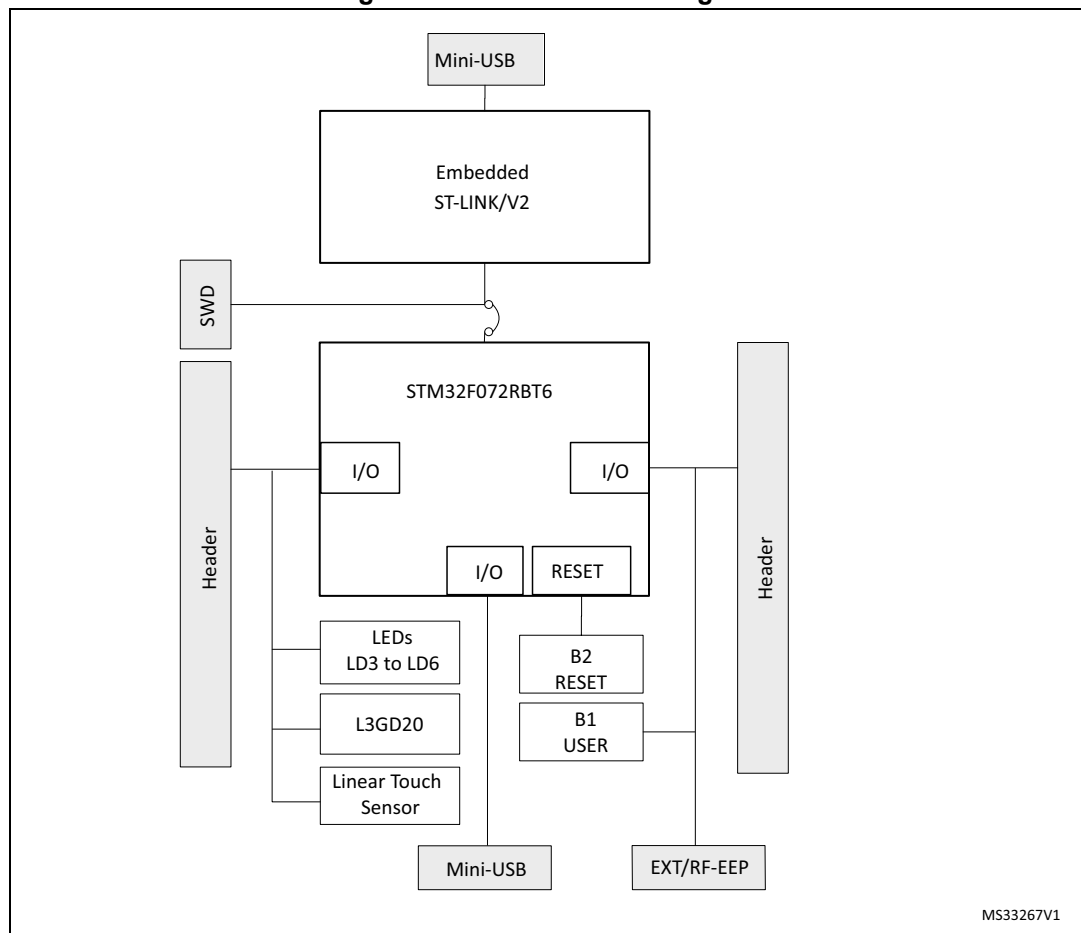 Mini-USB
Embedded
ST-LINK/V2
SWD
STM32F072RBT6
I/O
I/O
Header
Header
I/O
RESET
LEDs
LD3 to LD6
B2
RESET
L3GD20
B1
USER
Linear Touch
Sensor
Mini-USB
EXT/RF-EEP
MS33267V1